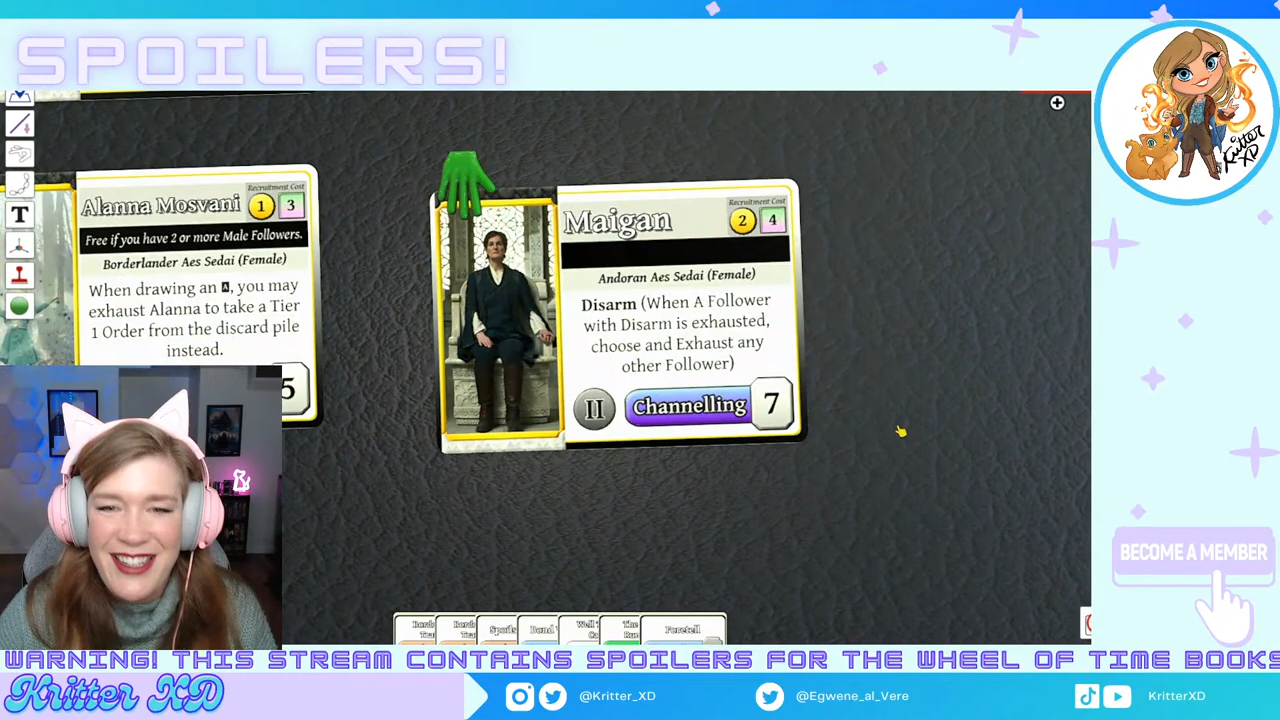 SPOILERS!
Kritter
XD
T
Alanna Mosvani
Recruitment Cost
1 3
Free if you have 2 or more Male Followers.
Borderlander Aes Sedai (Female)
When drawing an A, you may
exhaust Alanna to take a Tier
1 Order from the discard pile
instead.
5
Maigan
Recruitment Cost
2 4
Andoran Aes Sedai (Female)
Disarm (When A Follower
with Disarm is exhausted,
choose and Exhaust any
other Follower)
II Channelling 7
BECOME A MEMBER
Spoils
Bond
Well
The
Foretell
WARNING! THIS STREAM CONTAINS SPOILERS FOR THE WHEEL OF TIME BOOKS
Kritter XD
@Kritter_XD
@Egwene_al_Vere
KritterXD